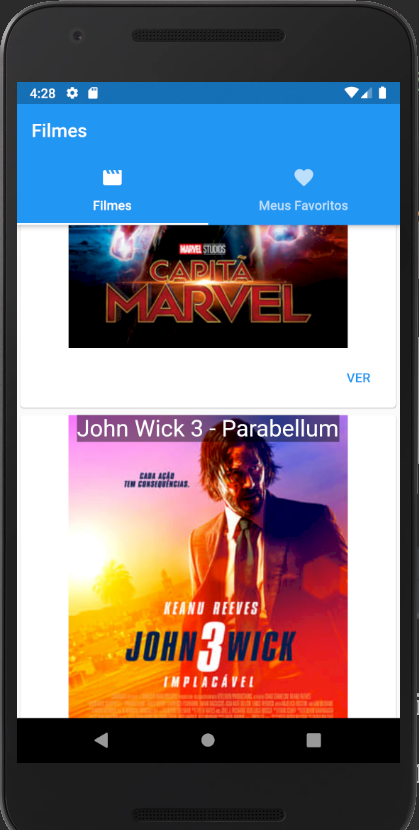 4:28
Filmes
Filmes
Meus Favoritos
MARVEL STUDIOS
CAPITÃ
MARVEL
VER
John Wick 3 - Parabellum
CADA AÇÃO
TEM CONSEQUÊNCIAS.
KEANU REEVES
JOHN 3 WICK
IMPLACÁVEL